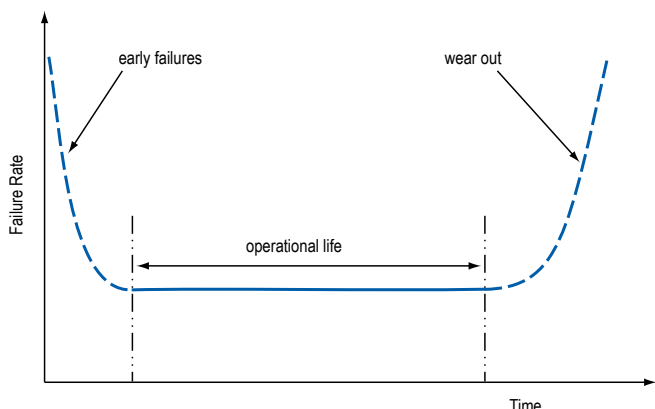 early failures
wear out
Failure Rate
operational life
Time